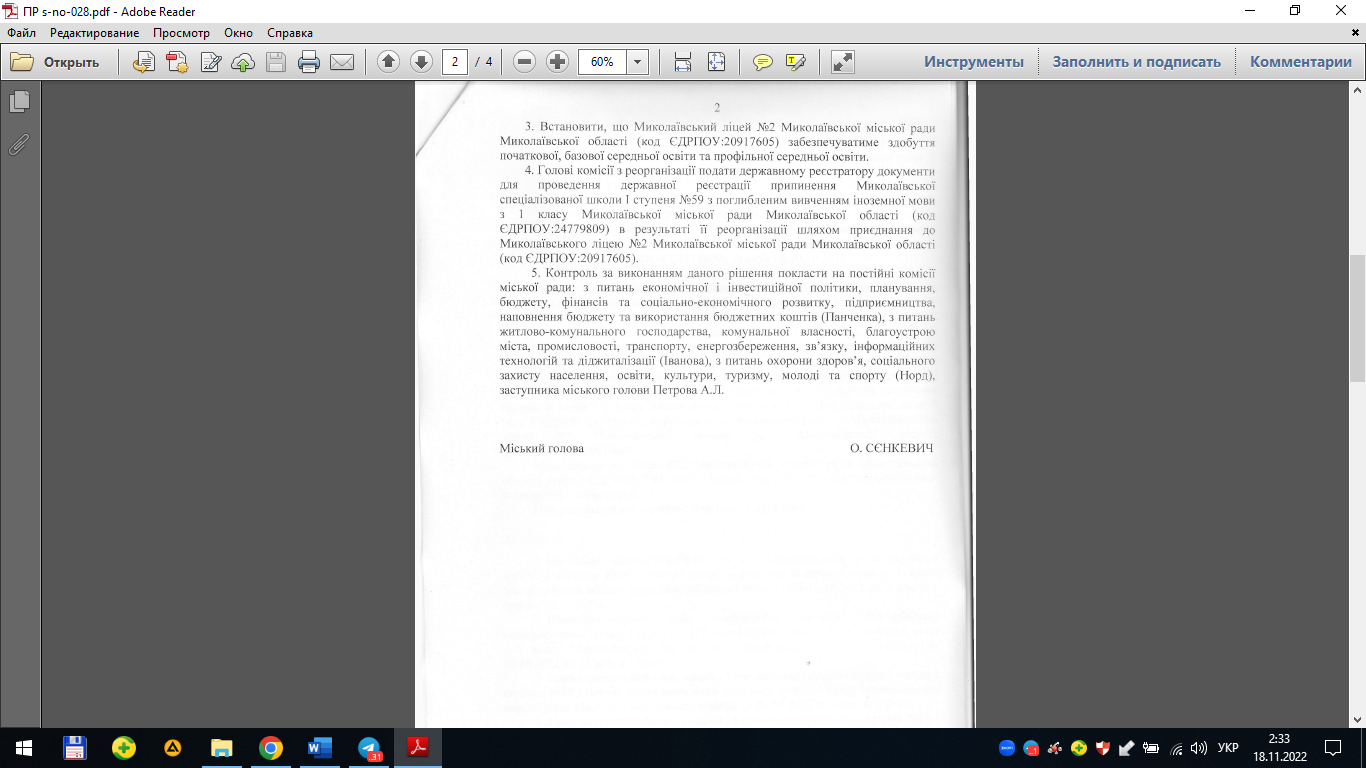 ПР s-no-028.pdf - Adobe Reader
Файл Редактирование Просмотр Окно Справка
Открыть 2 / 4 60% Инструменты Заполнить и подписать Комментарии
2
3. Встановити, що Миколаївський ліцей №2 Миколаївської міської ради
Миколаївської області (код ЄДРПОУ:20917605) забезпечуватиме здобуття
початкової, базової середньої освіти та профільної середньої освіти.
4. Голові комісії з реорганізації подати державному реєстратору документи
для проведення державної реєстрації припинення Миколаївської
спеціалізованої школи І ступеня №59 з поглибленим вивченням іноземної мови
з 1 класу Миколаївської міської ради Миколаївської області (код
ЄДРПОУ:24779809) в результаті її реорганізації шляхом приєднання до
Миколаївського ліцею №2 Миколаївської міської ради Миколаївської області
(код ЄДРПОУ:20917605).
5. Контроль за виконанням даного рішення покласти на постійні комісії
міської ради: з питань економічної і інвестиційної політики, планування,
бюджету, фінансів та соціально-економічного розвитку, підприємництва,
наповнення бюджету та використання бюджетних коштів (Панченка), з питань
житлово-комунального господарства, комунальної власності, благоустрою
міста, промисловості, транспорту, енергозбереження, зв’язку, інформаційних
технологій та діджиталізації (Іванова), з питань охорони здоров’я, соціального
захисту населення, освіти, культури, туризму, молоді та спорту (Норд),
заступника міського голови Петрова А.Л.
Міський голова О. СЄНКЕВИЧ
УКР
2:33
18.11.2022